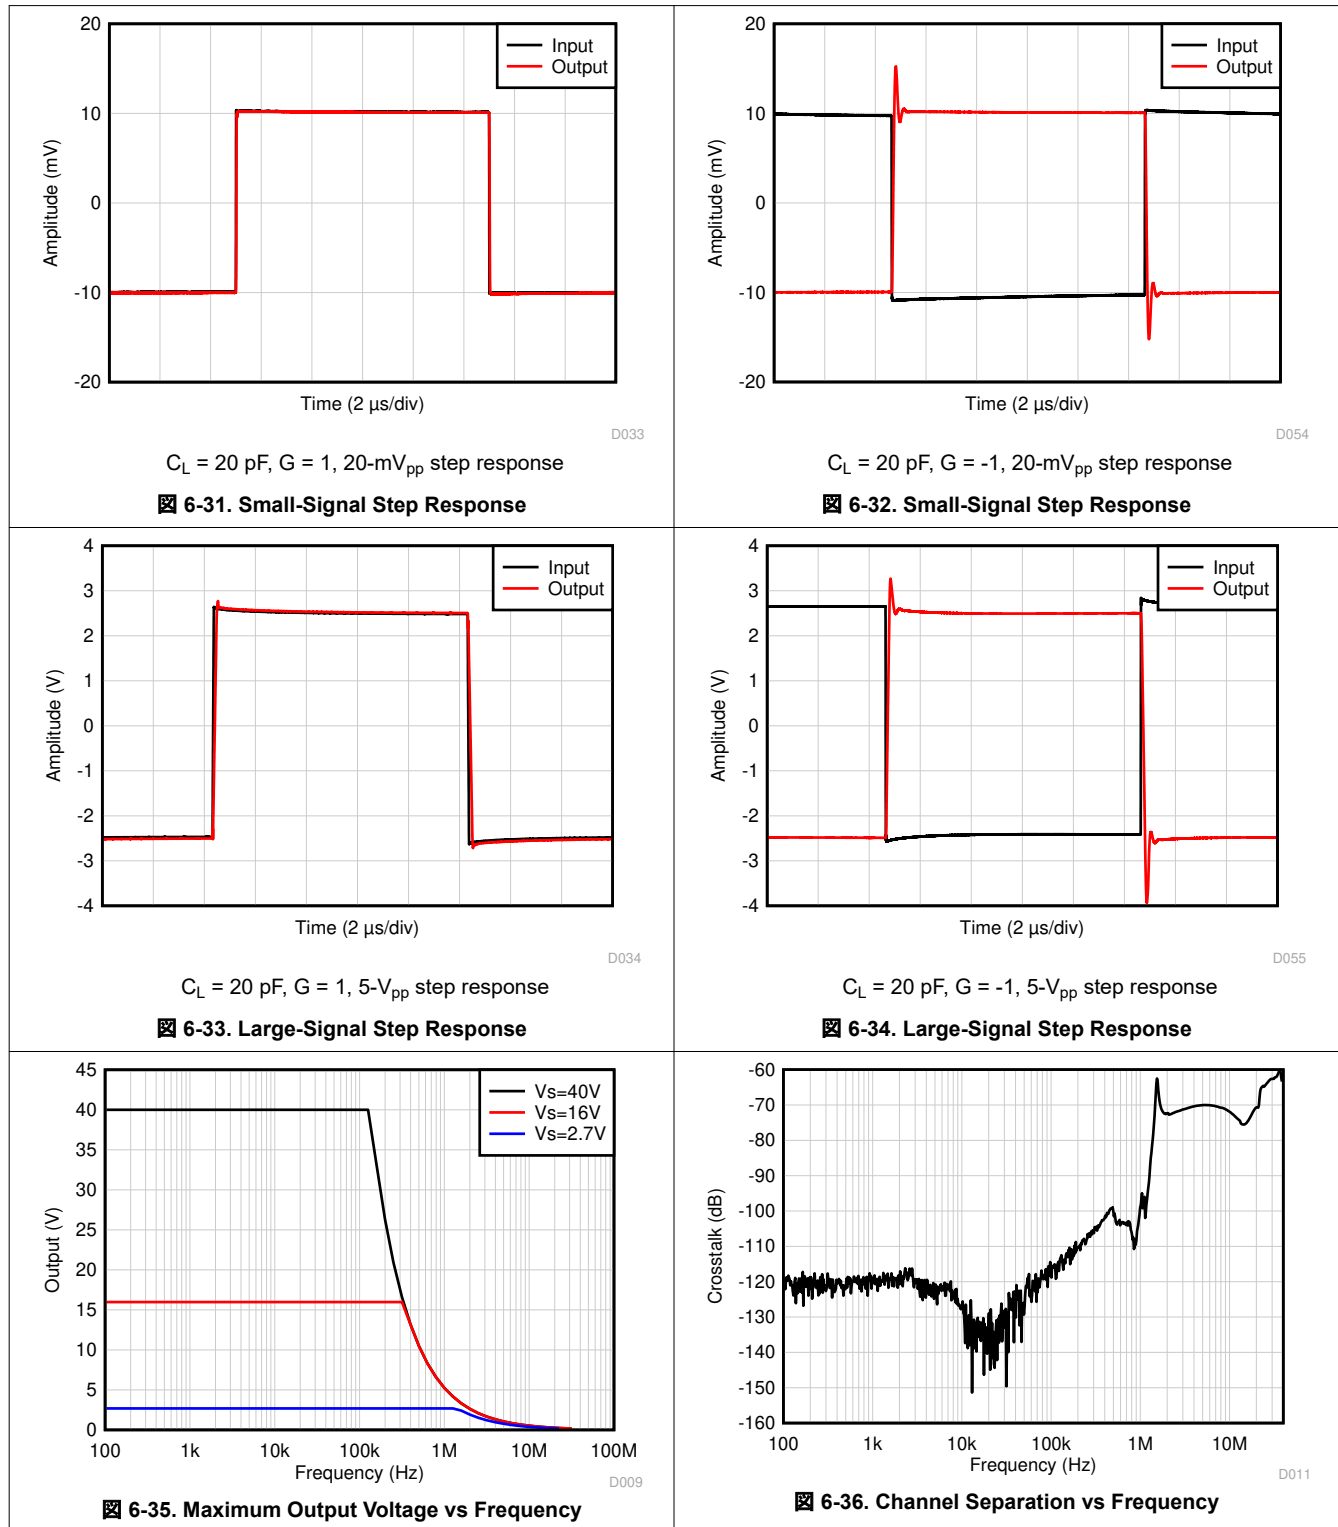 20
10
0
-10
-20
Amplitude (mV)
Input
Output
Time (2 µs/div)
D033
C_L = 20 pF, G = 1, 20-mV_pp step response
図 6-31. Small-Signal Step Response
20
10
0
-10
-20
Amplitude (mV)
Input
Output
Time (2 µs/div)
D054
C_L = 20 pF, G = -1, 20-mV_pp step response
図 6-32. Small-Signal Step Response
4
3
2
1
0
-1
-2
-3
-4
Amplitude (V)
Input
Output
Time (2 µs/div)
D034
C_L = 20 pF, G = 1, 5-V_pp step response
図 6-33. Large-Signal Step Response
4
3
2
1
0
-1
-2
-3
-4
Amplitude (V)
Input
Output
Time (2 µs/div)
D055
C_L = 20 pF, G = -1, 5-V_pp step response
図 6-34. Large-Signal Step Response
45
40
35
30
25
20
15
10
5
0
Output (V)
Vs=40V
Vs=16V
Vs=2.7V
100 1k 10k 100k 1M 10M 100M
Frequency (Hz)
D009
図 6-35. Maximum Output Voltage vs Frequency
-60
-70
-80
-90
-100
-110
-120
-130
-140
-150
-160
Crosstalk (dB)
100 1k 10k 100k 1M 10M
Frequency (Hz)
D011
図 6-36. Channel Separation vs Frequency